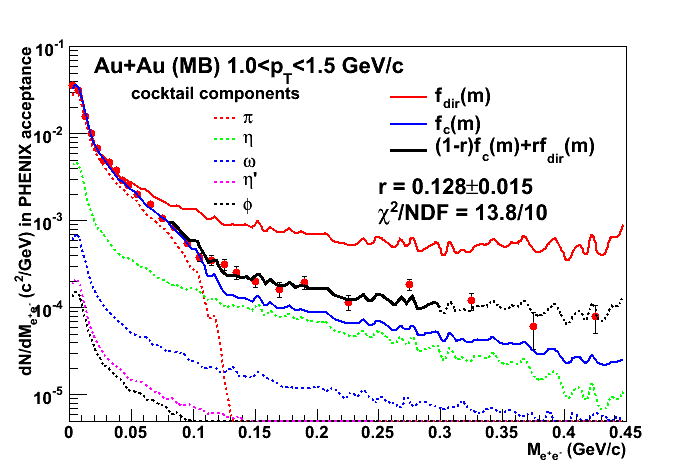 Au+Au (MB) 1.0<p_T<1.5 GeV/c
cocktail components
π
η
ω
η'
ϕ
f_dir(m)
f_c(m)
(1-r)f_c(m)+rf_dir(m)
r = 0.128±0.015
χ²/NDF = 13.8/10
dN/dM_e⁺e⁻ (c²/GeV) in PHENIX acceptance
10⁻¹
10⁻²
10⁻³
10⁻⁴
10⁻⁵
0 0.05 0.1 0.15 0.2 0.25 0.3 0.35 0.4 0.45
M_e⁺e⁻ (GeV/c)